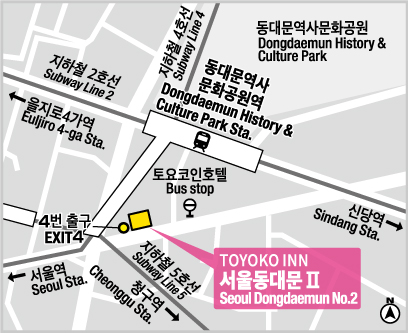 동대문역사문화공원
Dongdaemun History &
Culture Park
지하철 4호선
Subway Line 4
지하철 2호선
Subway Line 2
동대문역사
문화공원역
Dongdaemun History &
Culture Park Sta.
을지로4가역
Euljiro 4-ga Sta.
토요코인호텔
Bus stop
신당역
Sindang Sta.
4번 출구
EXIT4
지하철 5호선
Subway Line 5
서울역
Seoul Sta.
청구역
Cheonggu Sta.
TOYOKO INN
서울동대문Ⅱ
Seoul Dongdaemun No.2
N